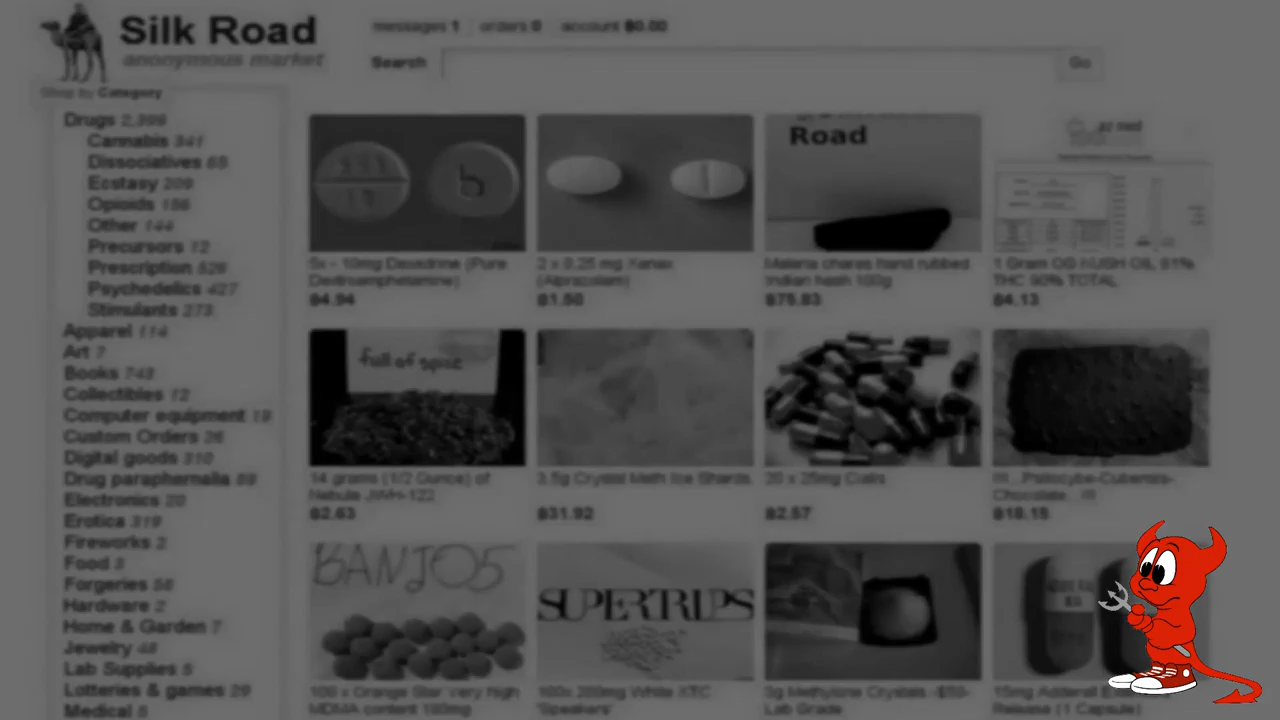 Silk Road
anonymous market
messages 1
orders 0
account ฿0.00
Search
Go
Shop by Category
Drugs 2,999
Cannabis 341
Dissociatives 65
Ecstasy 209
Opioids 156
Other 144
Precursors 12
Prescription 529
Psychedelics 427
Stimulants 273
Apparel 114
Art 7
Books 743
Collectibles 12
Computer equipment 19
Custom Orders 26
Digital goods 310
Drug paraphernalia 89
Electronics 20
Erotica 319
Fireworks 2
Food 3
Forgeries 56
Hardware 2
Home & Garden 7
Jewelry 48
Lab Supplies 5
Lotteries & games 29
Medical 5
b
5x - 10mg Dexedrine (Pure
Dextroamphetamine)
฿4.94
2 x 0.25 mg Xanax
(Alprazolam)
฿1.50
Road
Malana charas hand rubbed
Indian hash 100g
฿75.83
1 Gram OG KUSH OIL, 91%
THC 90% TOTAL
฿4.13
full of spice
14 grams (1/2 Ounce) of
Nebula JWH-122
฿2.63
3.5g Crystal Meth Ice Shards.
฿31.92
20 x 25mg Cialis
฿2.57
!!!...Psilocybe-Cubensis-
Chocolate...!!!
฿18.15
BANJO5
100 x Orange Star Very high
MDMA content 180mg
SUPERTRIPS
100x 200mg White XTC
'Speakers'
Methylone Crystals
Lab Grade
15mg Adderall
Release (1 Capsule)